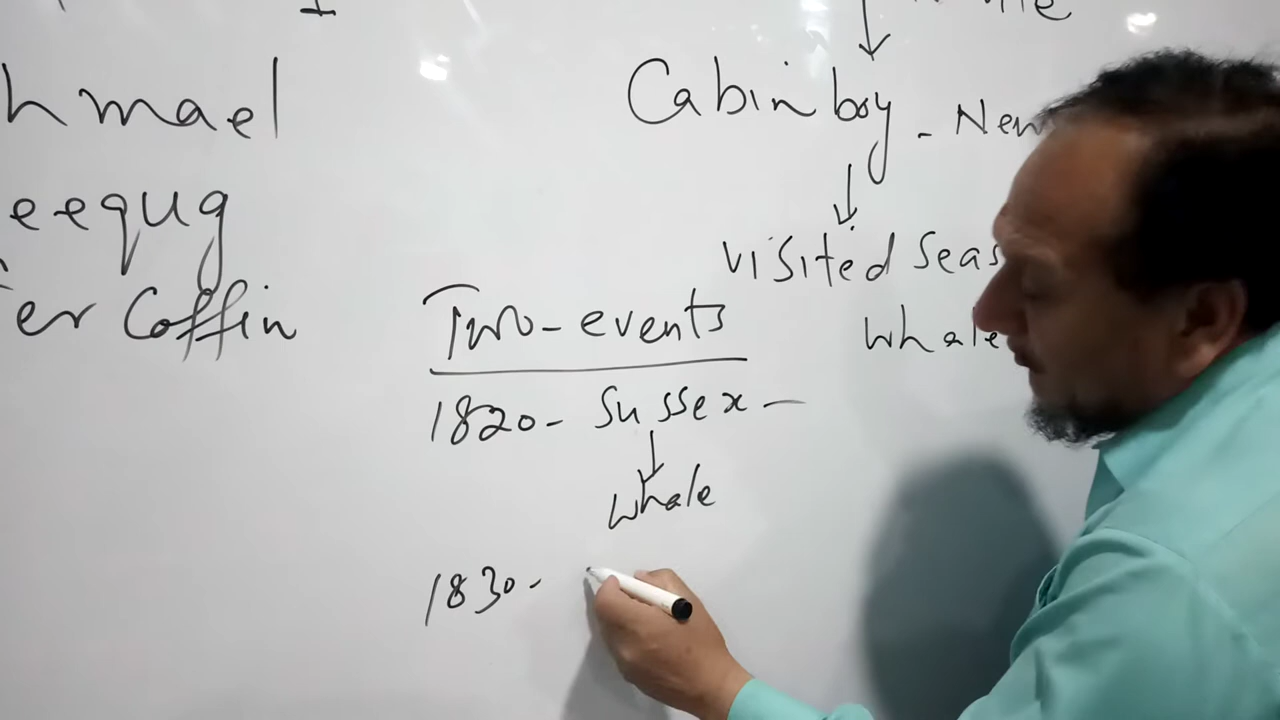 hmael
eequg
er Coffin
Cabin boy - New
visited Seas
whale
Two-events
1820- Sussex -
whale
1830-